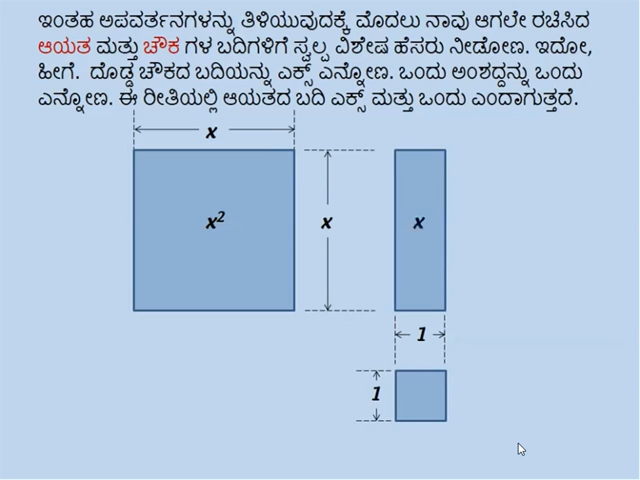 ಇಂತಹ ಅಪವರ್ತನಗಳನ್ನು ತಿಳಿಯುವುದಕ್ಕೆ ಮೊದಲು ನಾವು ಆಗಲೇ ರಚಿಸಿದ
ಆಯತ ಮತ್ತು ಚೌಕ ಗಳ ಬದಿಗಳಿಗೆ ಸ್ವಲ್ಪ ವಿಶೇಷ ಹೆಸರು ನೀಡೋಣ. ಇದೋ,
ಹೀಗೆ. ದೊಡ್ಡ ಚೌಕದ ಬದಿಯನ್ನು ಎಕ್ಸ್ ಎನ್ನೋಣ. ಒಂದು ಅಂಶದ್ದನ್ನು ಒಂದು
ಎನ್ನೋಣ. ಈ ರೀತಿಯಲ್ಲಿ ಆಯತದ ಬದಿ ಎಕ್ಸ್ ಮತ್ತು ಒಂದು ಎಂದಾಗುತ್ತದೆ.
x
x² x x
1
1